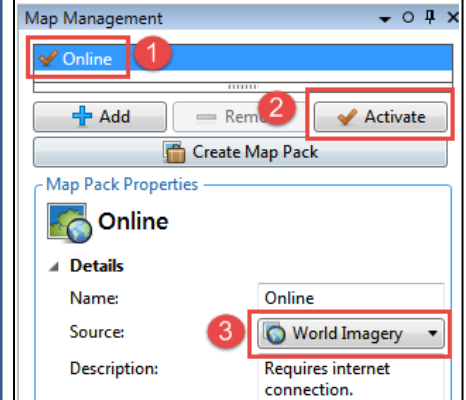 Map Management
Online 1
2
Add Remo Activate
Create Map Pack
Map Pack Properties
Online
Details
Name: Online
Source: 3 World Imagery
Description: Requires internet
connection.